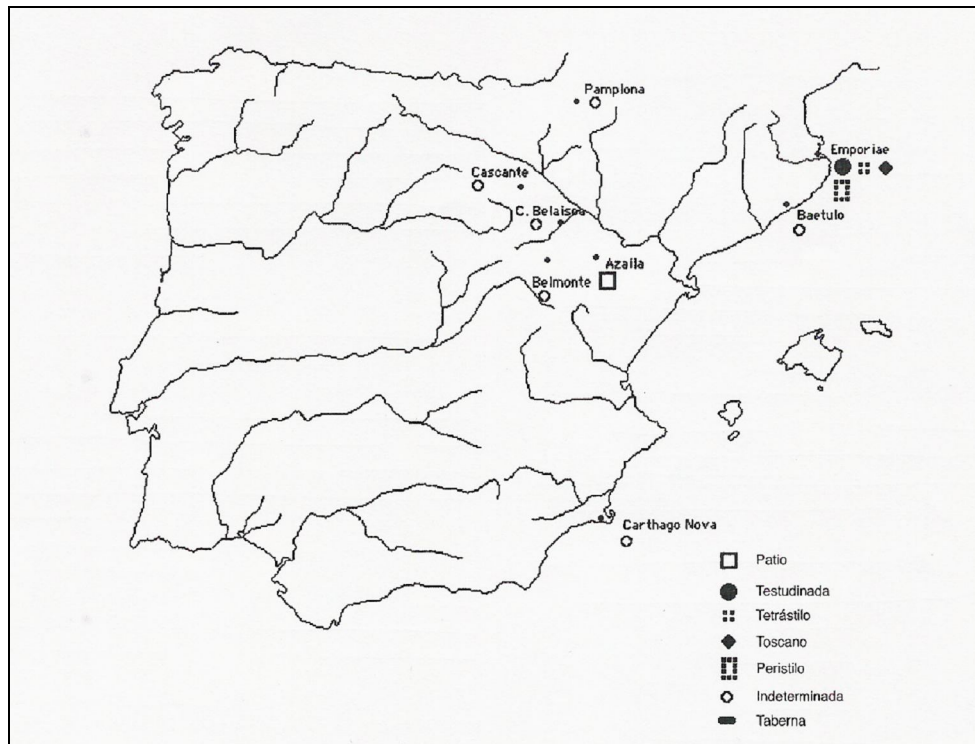 Pamplona
Emporiae
Cascante
C. Belaisca
Baetulo
Azaila
Belmonte
Carthago Nova
Patio
Testudinada
Tetrástilo
Toscano
Peristilo
Indeterminada
Taberna